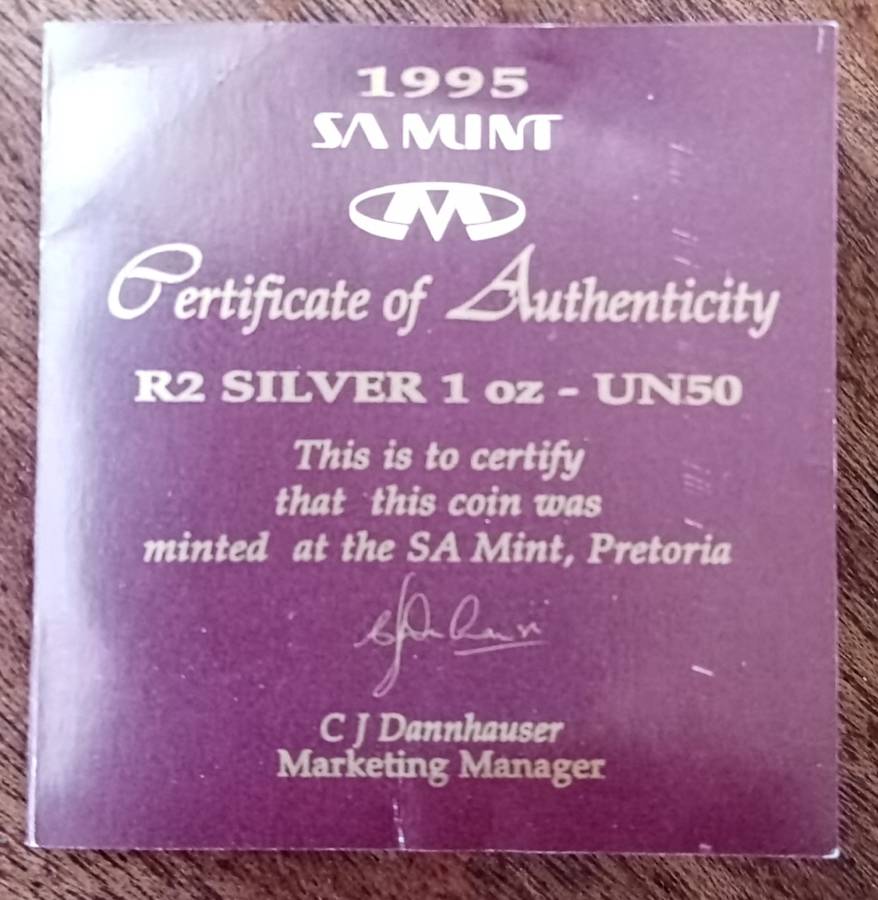 1995
SA MINT
Certificate of Authenticity
R2 SILVER 1 oz - UN50
This is to certify
that this coin was
minted at the SA Mint, Pretoria
C J Dannhauser
Marketing Manager